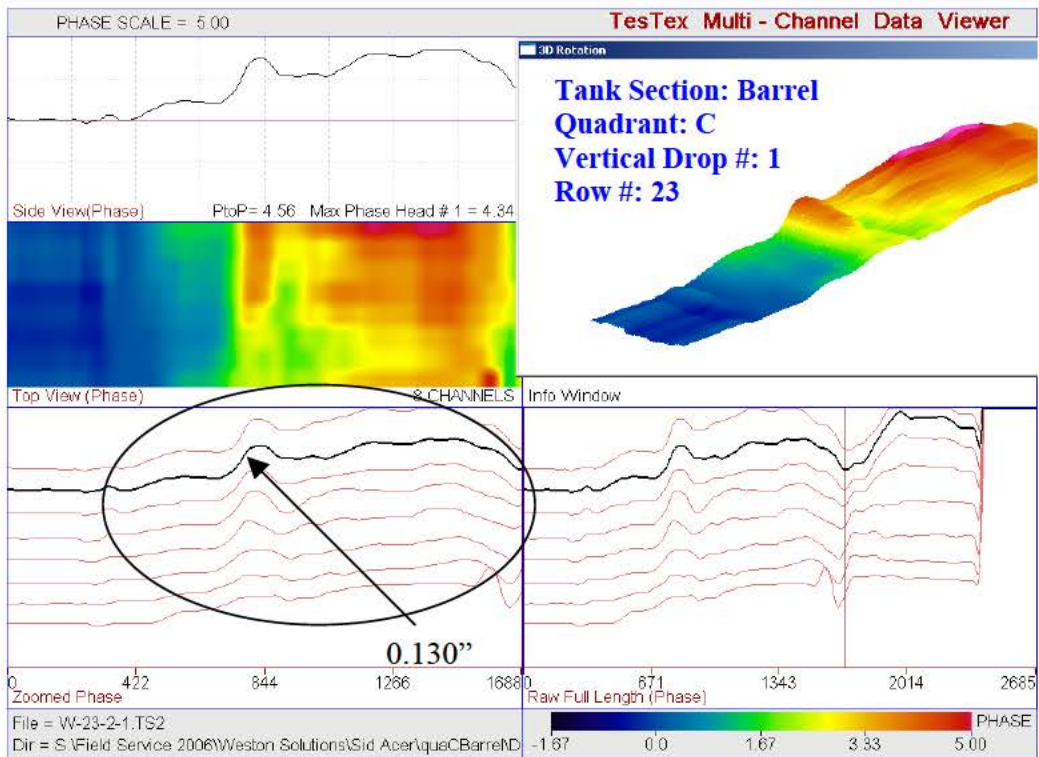 PHASE SCALE = 5.00
TesTex Multi - Channel Data Viewer
3D Rotation
Tank Section: Barrel
Quadrant: C
Vertical Drop #: 1
Row #: 23
Side View(Phase)
PtoP= 4.56 Max Phase Head # 1 = 4.34
Top View (Phase)
8 CHANNELS
Info Window
0.130”
0 422 844 1266 1688
Zoomed Phase
0 671 1343 2014 2685
Raw Full Length (Phase)
File = W-23-2-1.TS2
Dir = S:\Field Service 2006\Weston Solutions\Sid Acer\quaCBarrel\D
PHASE
-1.67 0.0 1.67 3.33 5.00